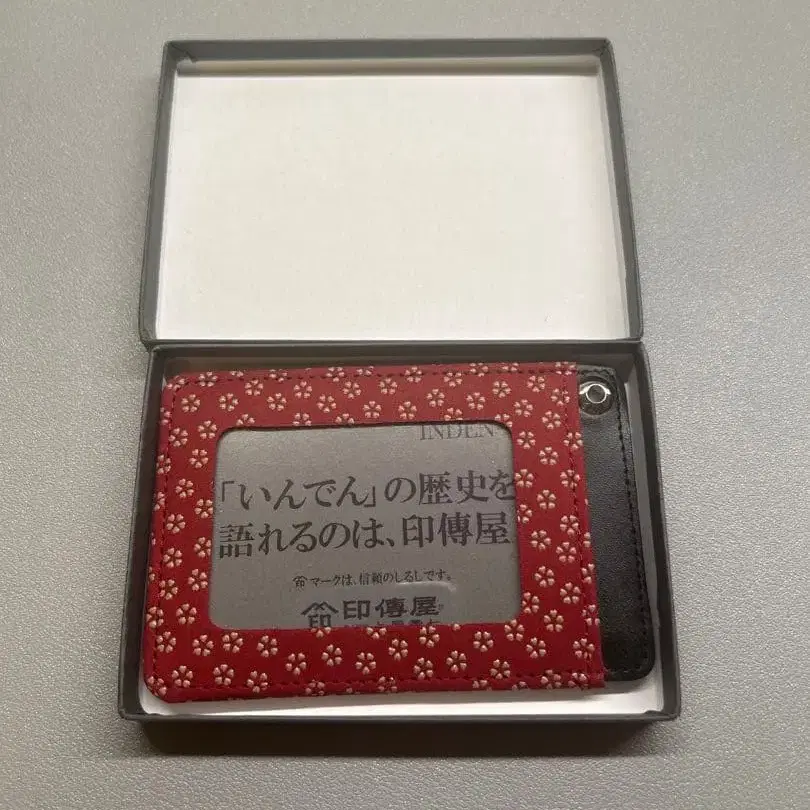 INDEN
「いんでん」の歴史を
語れるのは、印傳屋
マークは、信頼のしるしです。
印 印傳屋